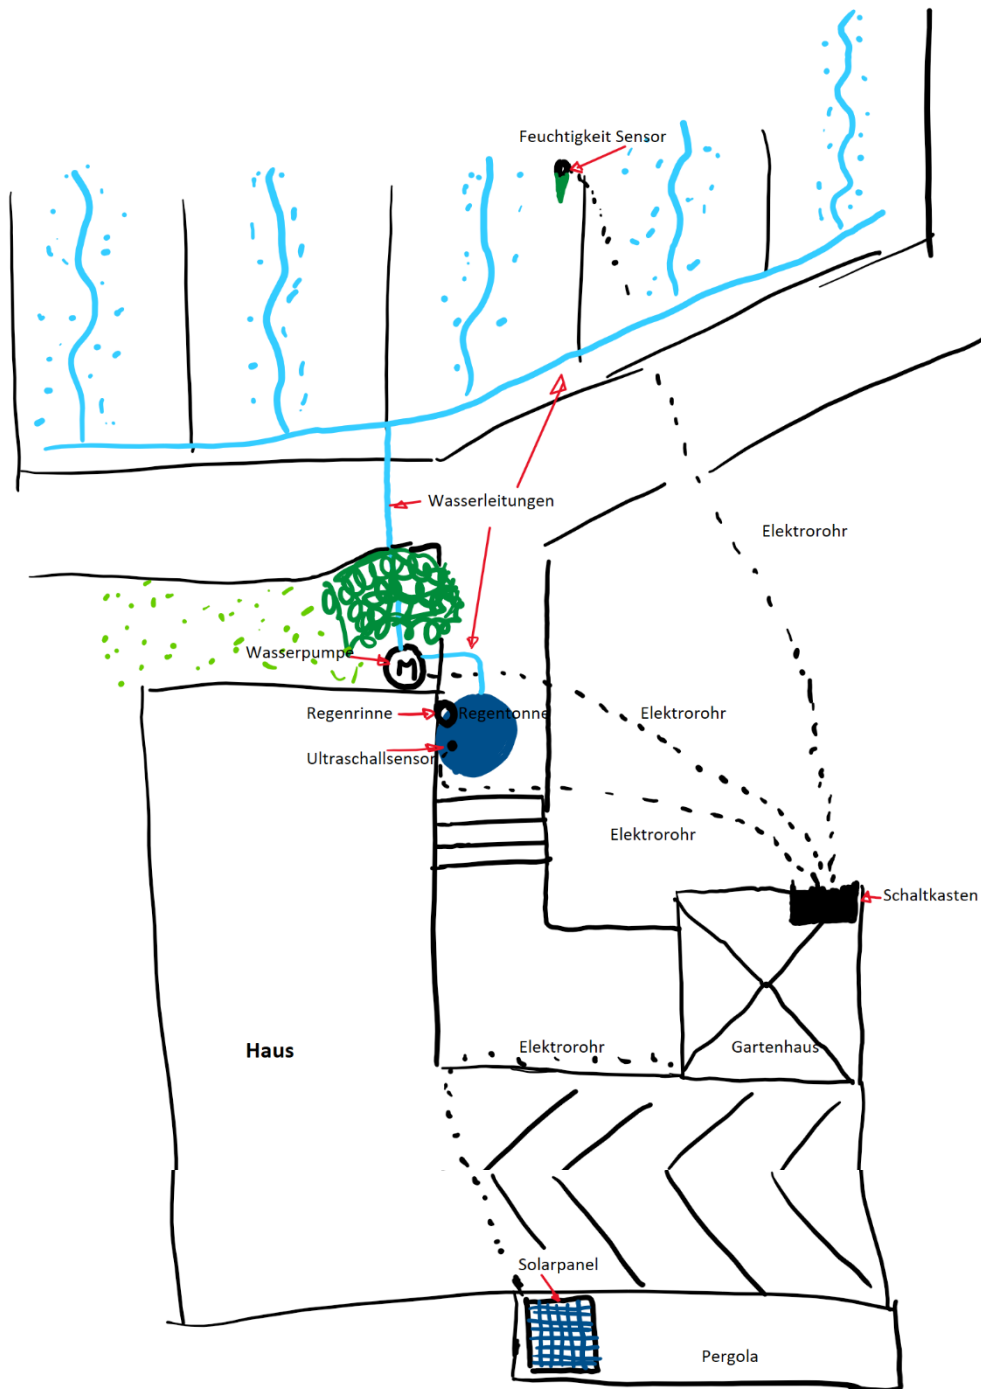 Feuchtigkeit Sensor
Wasserleitungen
Elektrorohr
Wasserpumpe
M
Regenrinne
Regentonne
Elektrorohr
Ultraschallsensor
Elektrorohr
Schaltkasten
Haus
Elektrorohr
Gartenhaus
Solarpanel
Pergola